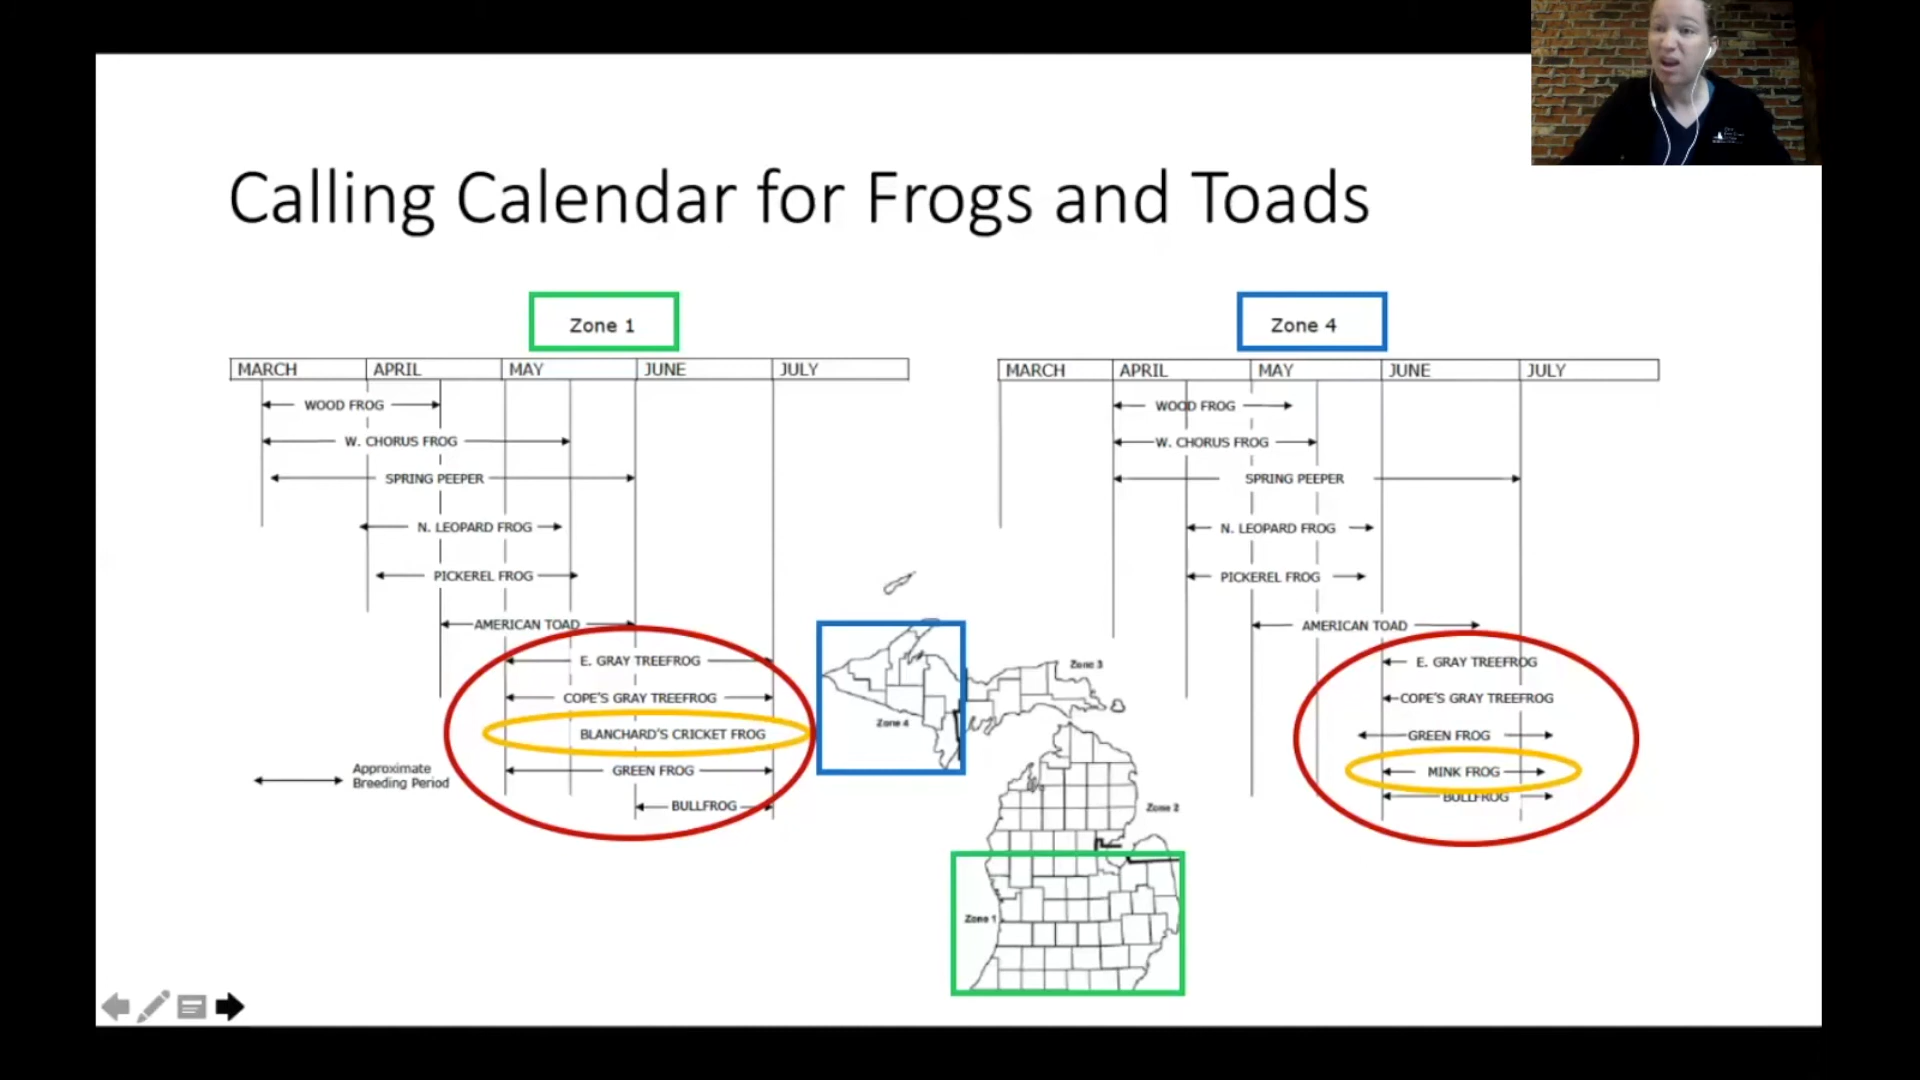 Calling Calendar for Frogs and Toads
Zone 1
MARCH APRIL MAY JUNE JULY
WOOD FROG
W. CHORUS FROG
SPRING PEEPER
N. LEOPARD FROG
PICKEREL FROG
AMERICAN TOAD
E. GRAY TREEFROG
COPE'S GRAY TREEFROG
BLANCHARD'S CRICKET FROG
GREEN FROG
BULLFROG
Approximate
Breeding Period
Zone 4
MARCH APRIL MAY JUNE JULY
WOOD FROG
W. CHORUS FROG
SPRING PEEPER
N. LEOPARD FROG
PICKEREL FROG
AMERICAN TOAD
E. GRAY TREEFROG
COPE'S GRAY TREEFROG
GREEN FROG
MINK FROG
BULLFROG
Zone 3
Zone 4
Zone 2
Zone 1